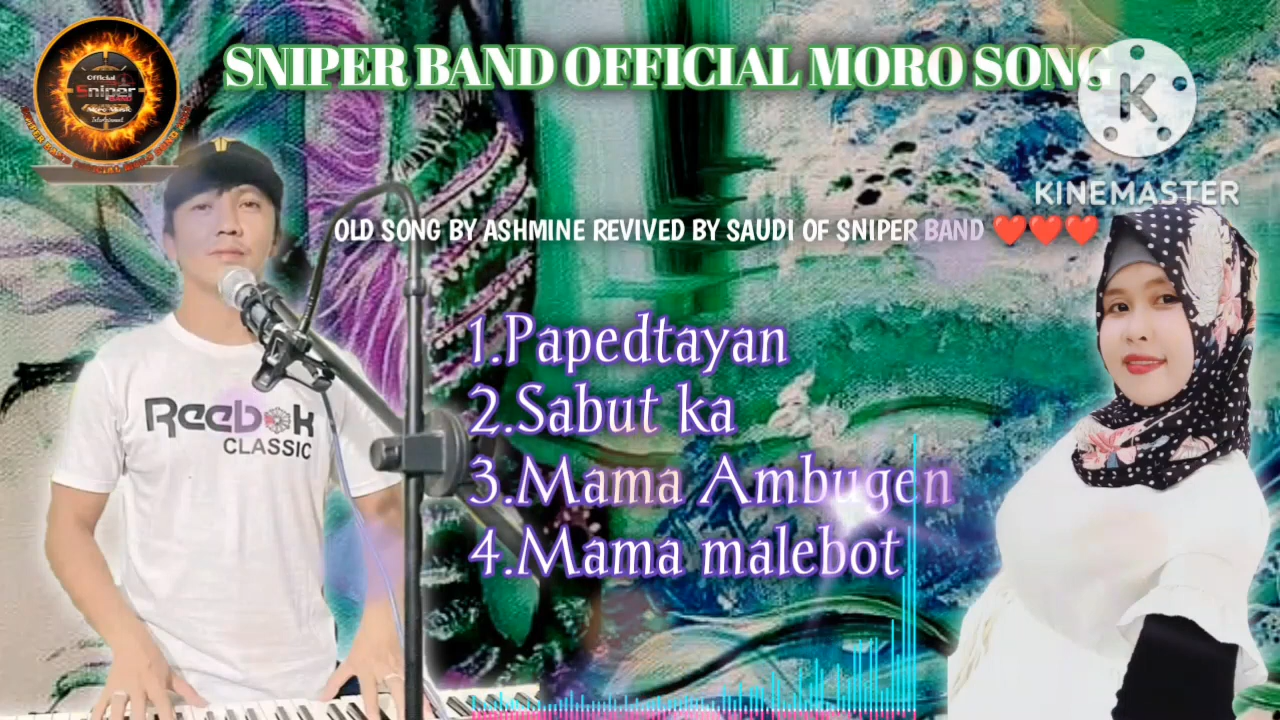 SNIPER BAND OFFICIAL MORO SONG
Official
Sniper
K
KINEMASTER
OLD SONG BY ASHMINE REVIVED BY SAUDI OF SNIPER BAND ❤️❤️❤️
1.Papedtayan
2.Sabut ka
3.Mama Ambugen
4.Mama malebot
Reebok
CLASSIC